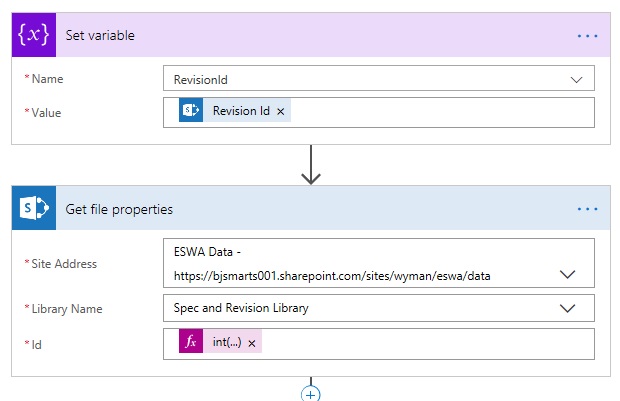 {x} Set variable ...
* Name RevisionId
* Value Revision Id ×
S Get file properties ...
* Site Address ESWA Data -
https://bjsmarts001.sharepoint.com/sites/wyman/eswa/data
* Library Name Spec and Revision Library
* Id fx int(...) ×